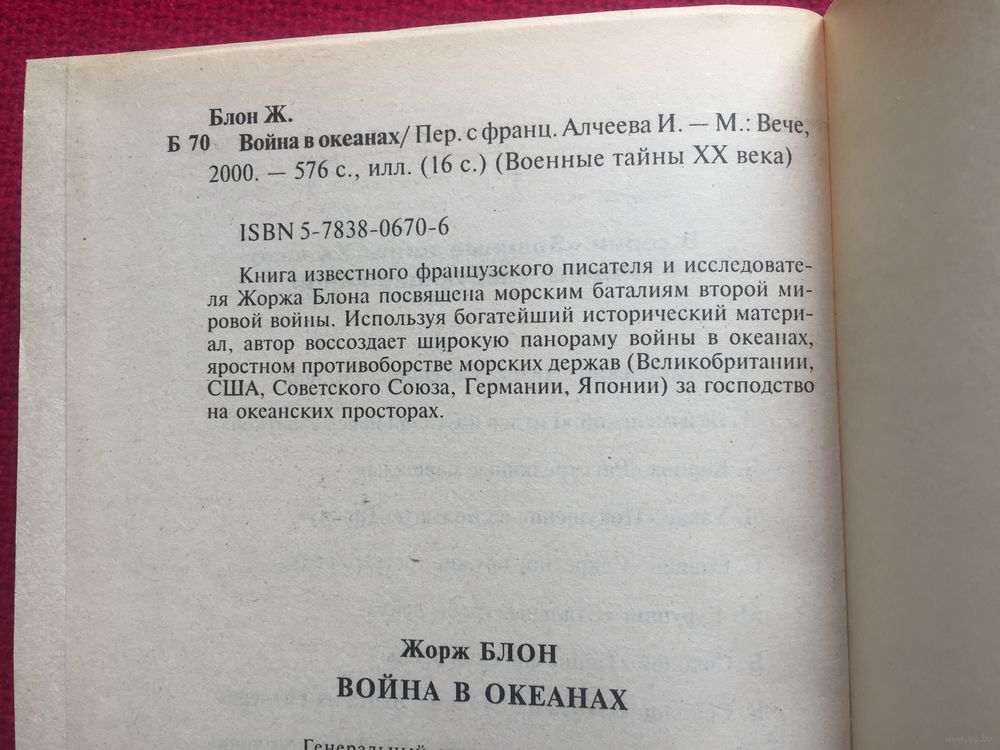 Блон Ж.
Б 70 Война в океанах/ Пер. с франц. Алчеева И. — М.: Вече,
2000. — 576 с., илл. (16 с.) (Военные тайны XX века)
ISBN 5-7838-0670-6
Книга известного французского писателя и исследовате-
ля Жоржа Блона посвящена морским баталиям второй ми-
ровой войны. Используя богатейший исторический матери-
ал, автор воссоздает широкую панораму войны в океанах,
яростном противоборстве морских держав (Великобритании,
США, Советского Союза, Германии, Японии) за господство
на океанских просторах.
Жорж БЛОН
ВОЙНА В ОКЕАНАХ
Генеральный